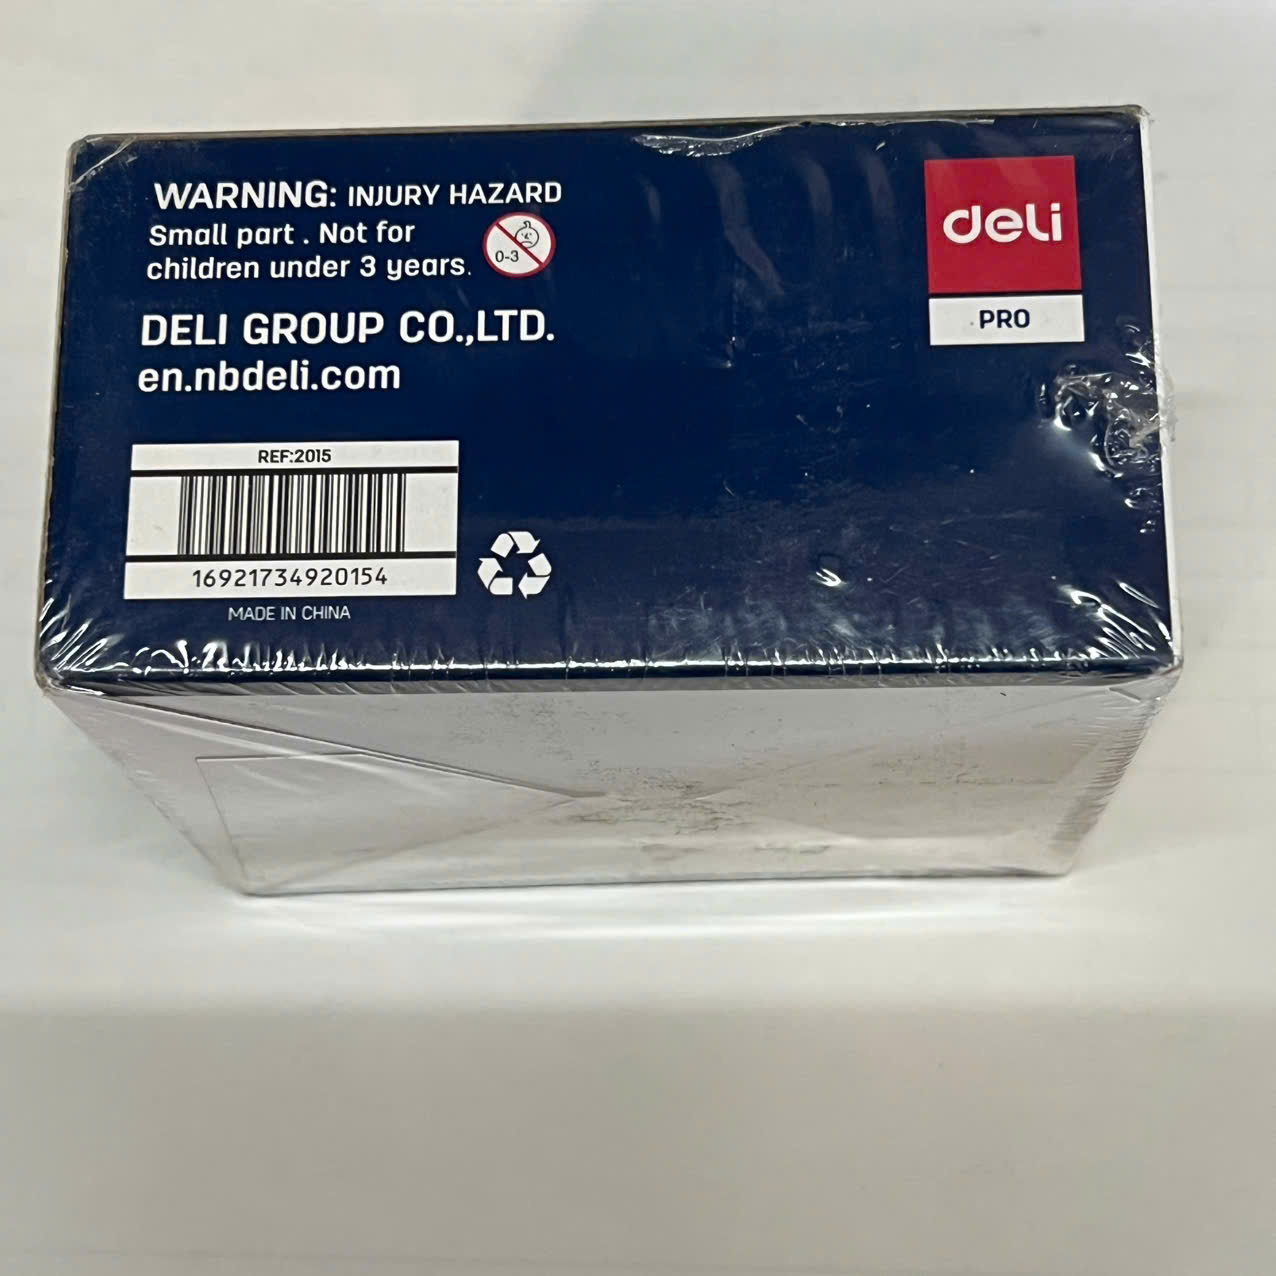 WARNING: INJURY HAZARD
Small part . Not for
children under 3 years.
0-3
DELI GROUP CO.,LTD.
en.nbdeli.com
REF:2015
16921734920154
MADE IN CHINA
deli
PRO